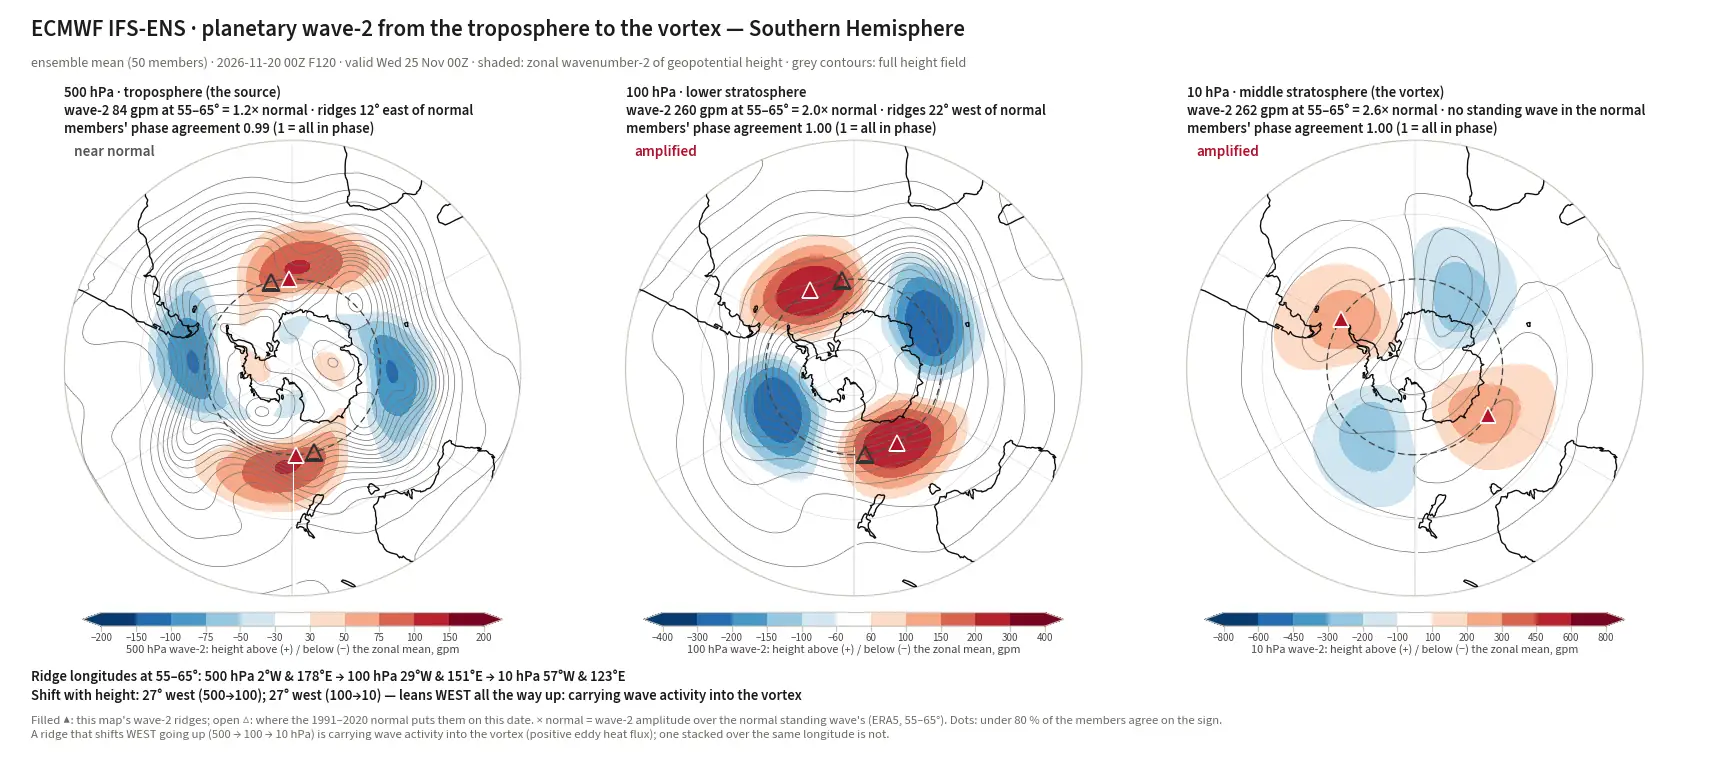 ECMWF IFS-ENS · planetary wave-2 from the troposphere to the vortex — Southern Hemisphere
ensemble mean (50 members) · 2026-11-20 00Z F120 · valid Wed 25 Nov 00Z · shaded: zonal wavenumber-2 of geopotential height · grey contours: full height field
500 hPa · troposphere (the source)
wave-2 84 gpm at 55–65° = 1.2× normal · ridges 12° east of normal
members' phase agreement 0.99 (1 = all in phase)
near normal
100 hPa · lower stratosphere
wave-2 260 gpm at 55–65° = 2.0× normal · ridges 22° west of normal
members' phase agreement 1.00 (1 = all in phase)
amplified
10 hPa · middle stratosphere (the vortex)
wave-2 262 gpm at 55–65° = 2.6× normal · no standing wave in the normal
members' phase agreement 1.00 (1 = all in phase)
amplified
−200 −150 −100 −75 −50 −30 30 50 75 100 150 200
500 hPa wave-2: height above (+) / below (−) the zonal mean, gpm
−400 −300 −200 −150 −100 −60 60 100 150 200 300 400
100 hPa wave-2: height above (+) / below (−) the zonal mean, gpm
−800 −600 −450 −300 −200 −100 100 200 300 450 600 800
10 hPa wave-2: height above (+) / below (−) the zonal mean, gpm
Ridge longitudes at 55–65°: 500 hPa 2°W & 178°E → 100 hPa 29°W & 151°E → 10 hPa 57°W & 123°E
Shift with height: 27° west (500→100); 27° west (100→10) — leans WEST all the way up: carrying wave activity into the vortex
Filled ▲: this map's wave-2 ridges; open △: where the 1991–2020 normal puts them on this date. × normal = wave-2 amplitude over the normal standing wave's (ERA5, 55–65°). Dots: under 80 % of the members agree on the sign.
A ridge that shifts WEST going up (500 → 100 → 10 hPa) is carrying wave activity into the vortex (positive eddy heat flux); one stacked over the same longitude is not.